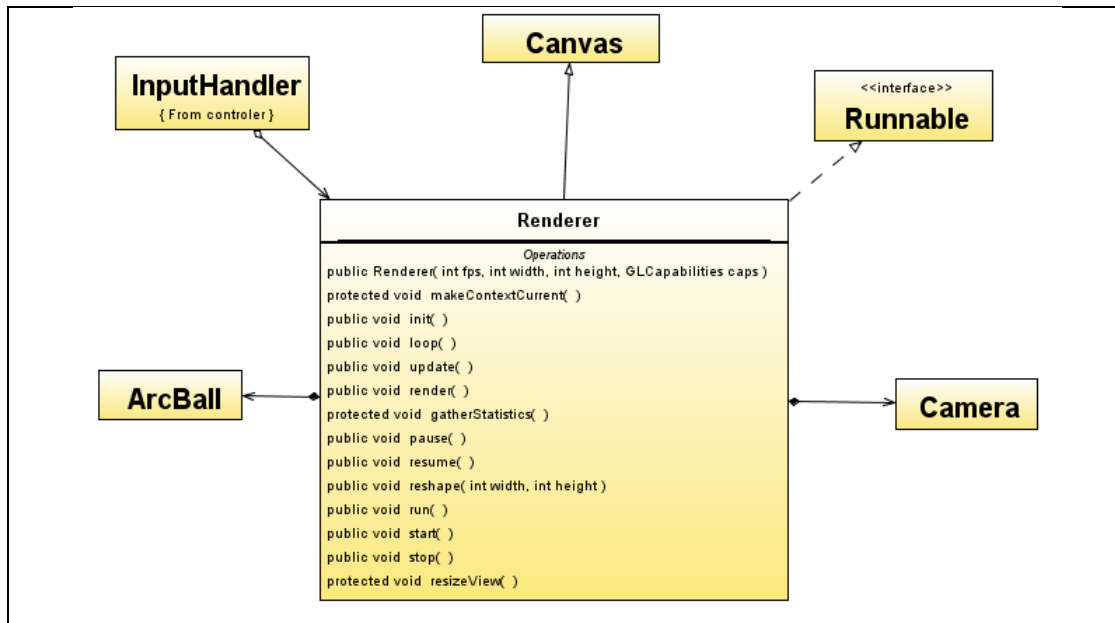 Canvas
InputHandler
{ From controler }
<<interface>>
Runnable
Renderer
Operations
public Renderer( int fps, int width, int height, GLCapabilities caps )
protected void makeContextCurrent( )
public void init( )
public void loop( )
public void update( )
public void render( )
protected void gatherStatistics( )
public void pause( )
public void resume( )
public void reshape( int width, int height )
public void run( )
public void start( )
public void stop( )
protected void resizeView( )
ArcBall
Camera